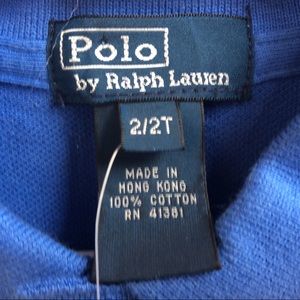 Polo
by Ralph Lauren
2/2T
MADE IN
HONG KONG
100% COTTON
RN 41381